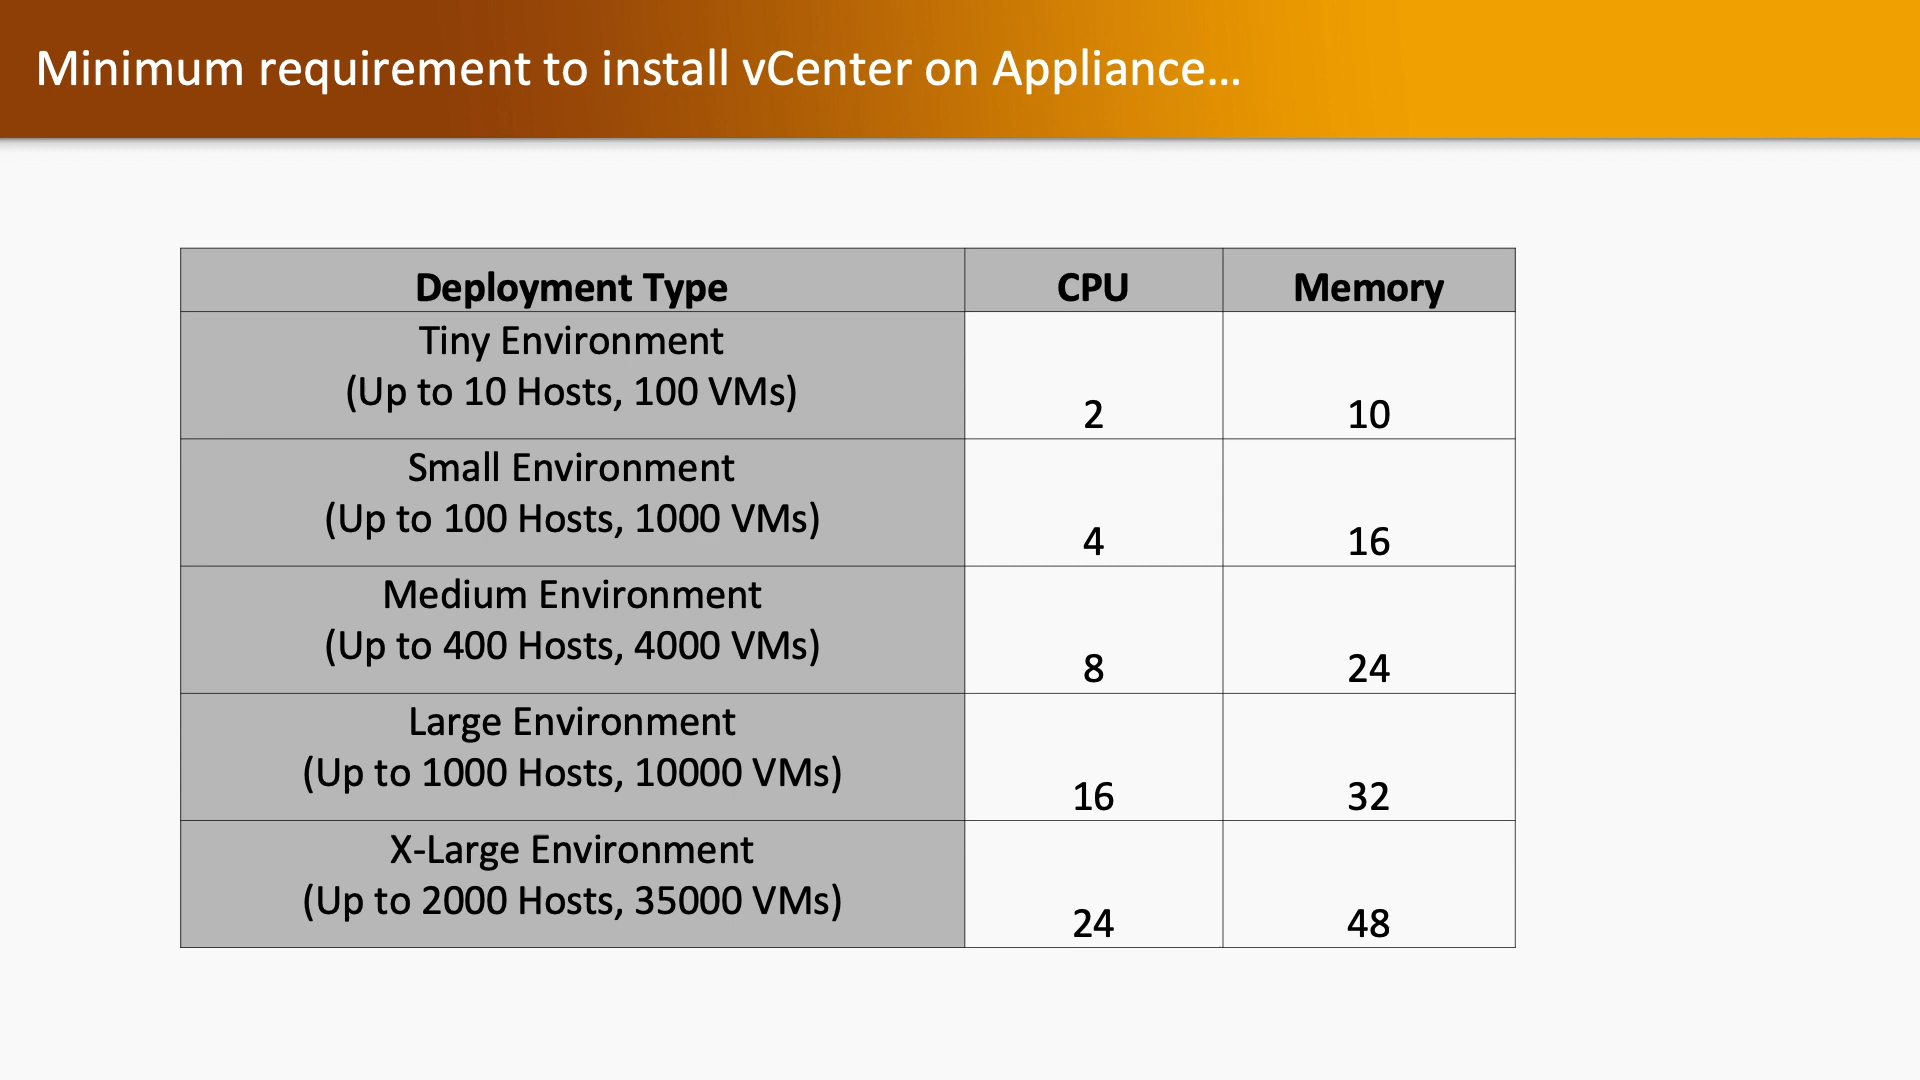 Minimum requirement to install vCenter on Appliance...
Deployment Type CPU Memory
Tiny Environment
(Up to 10 Hosts, 100 VMs) 2 10
Small Environment
(Up to 100 Hosts, 1000 VMs) 4 16
Medium Environment
(Up to 400 Hosts, 4000 VMs) 8 24
Large Environment
(Up to 1000 Hosts, 10000 VMs) 16 32
X-Large Environment
(Up to 2000 Hosts, 35000 VMs) 24 48